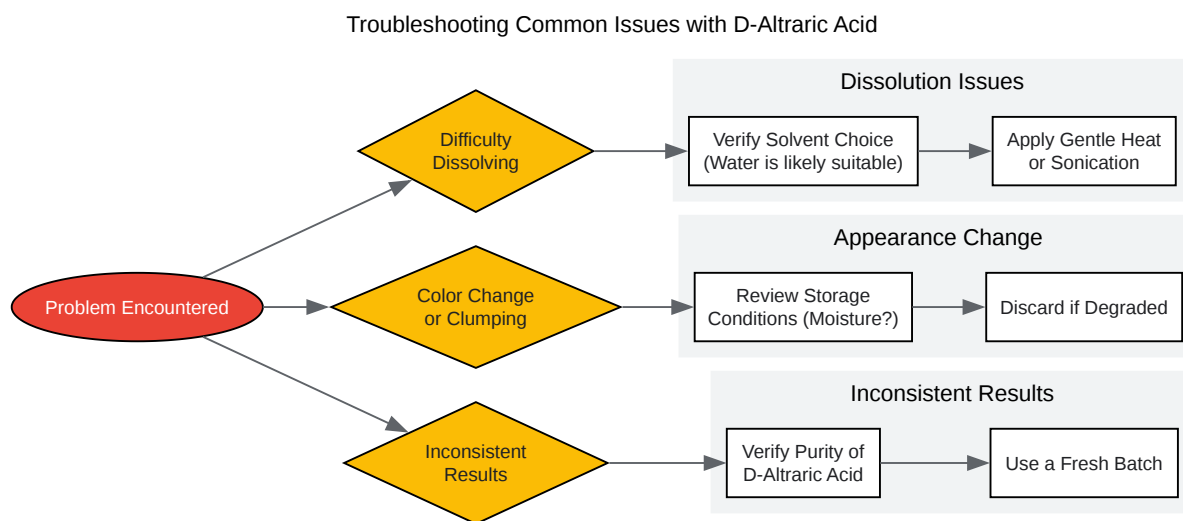 Troubleshooting Common Issues with D-Altraric Acid
Problem Encountered
Difficulty
Dissolving
Dissolution Issues
Verify Solvent Choice
(Water is likely suitable)
Apply Gentle Heat
or Sonication
Color Change
or Clumping
Appearance Change
Review Storage
Conditions (Moisture?)
Discard if Degraded
Inconsistent
Results
Inconsistent Results
Verify Purity of
D-Altraric Acid
Use a Fresh Batch